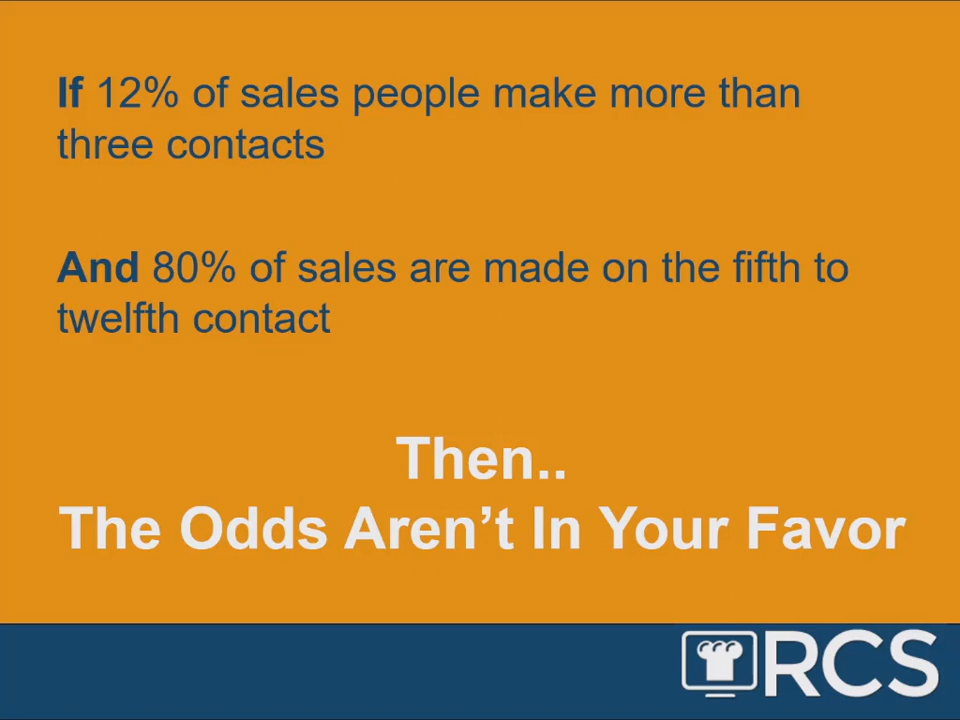 If 12% of sales people make more than
three contacts
And 80% of sales are made on the fifth to
twelfth contact
Then..
The Odds Aren’t In Your Favor
RCS